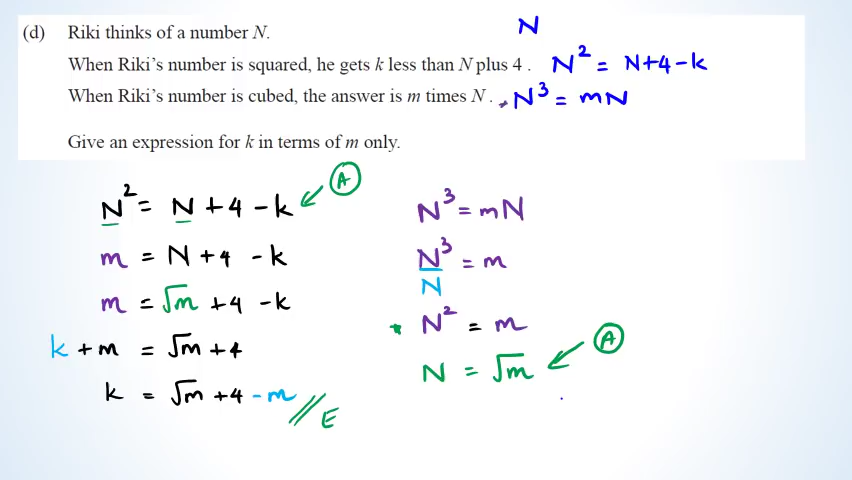 (d) Riki thinks of a number N.
N
When Riki's number is squared, he gets k less than N plus 4 . N² = N+4-k
When Riki's number is cubed, the answer is m times N . N³ = mN
Give an expression for k in terms of m only.
N² = N + 4 - k A
m = N + 4 - k
m = √m + 4 - k
k + m = √m + 4
k = √m + 4 - m // E
N³ = mN
N³/N = m
* N² = m
N = √m A